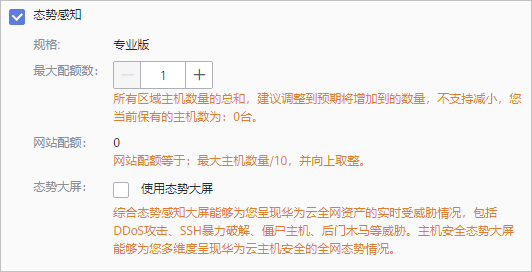 态势感知
规格: 专业版
最大配额数: — 1 +
所有区域主机数量的总和，建议调整到预期将增加到的数量，不支持减小，您
当前保有的主机数为：0台。
网站配额: 0
网站配额等于：最大主机数量/10，并向上取整。
态势大屏: 使用态势大屏
综合态势感知大屏能够为您呈现华为云全网资产的实时受威胁情况，包括
DDoS攻击、SSH暴力破解、僵尸主机、后门木马等威胁。主机安全态势大屏
能够为您多维度呈现华为云主机安全的全网态势情况。